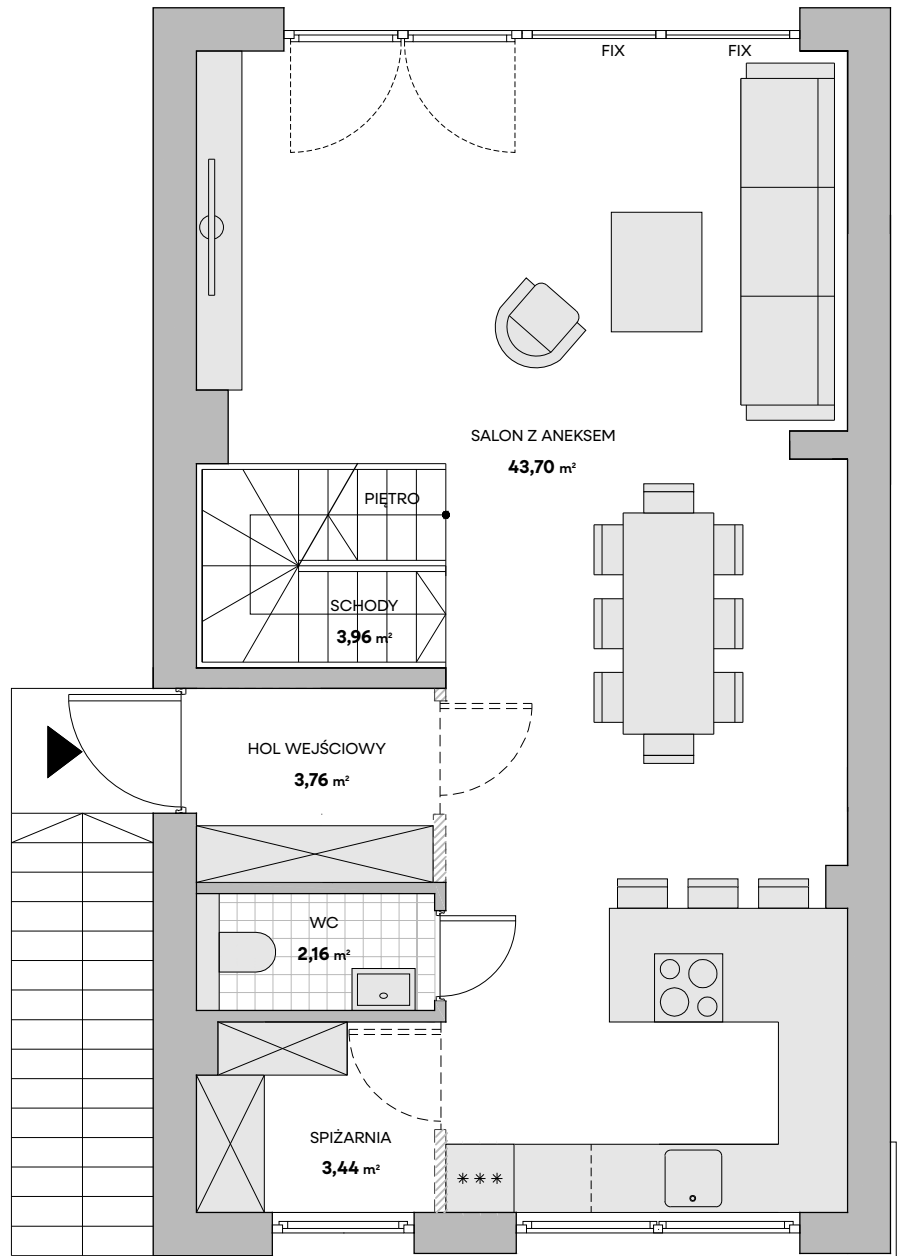 FIX FIX
SALON Z ANEKSEM
43,70 m²
PIĘTRO
SCHODY
3,96 m²
HOL WEJŚCIOWY
3,76 m²
WC
2,16 m²
SPIŻARNIA
3,44 m²